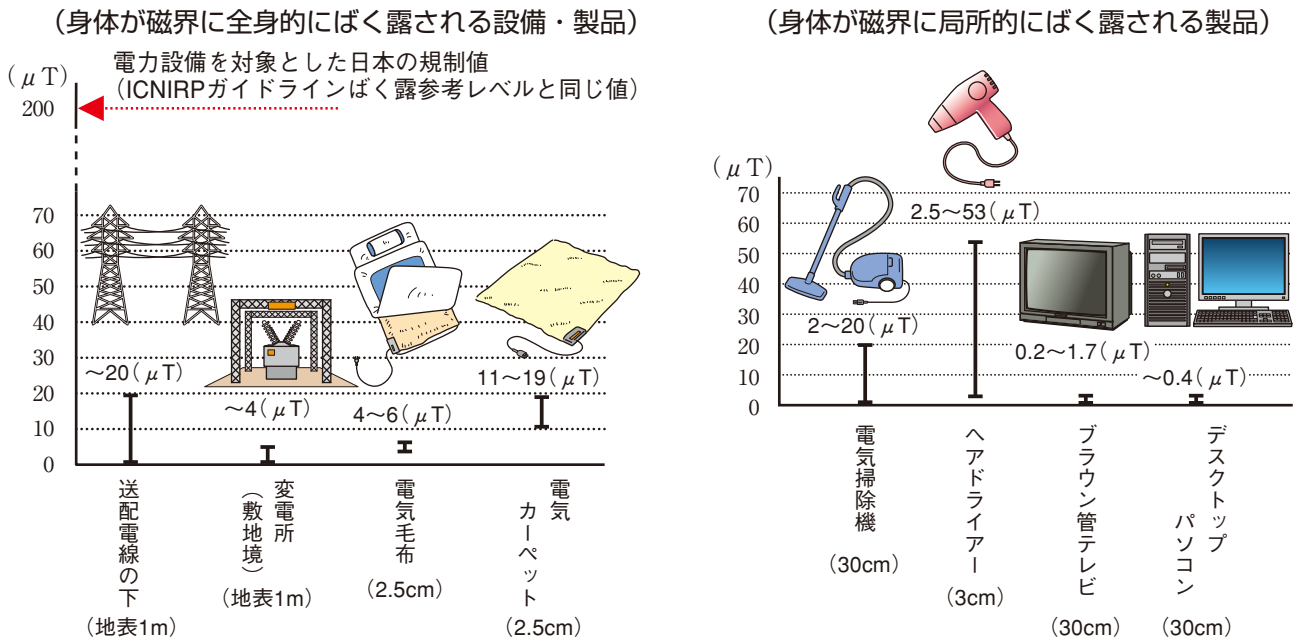 （身体が磁界に全身的にばく露される設備・製品）
（μT）
電力設備を対象とした日本の規制値
（ICNIRPガイドラインばく露参考レベルと同じ値）
200
70
60
50
40
30
20
10
0
～20（μT）
～4（μT）
4～6（μT）
11～19（μT）
送配電線の下
（地表1m）
変電所
（敷地境）
（地表1m）
電気毛布
（2.5cm）
電気
カーペット
（2.5cm）
（身体が磁界に局所的にばく露される製品）
（μT）
70
60
50
40
30
20
10
0
2～20（μT）
2.5～53（μT）
0.2～1.7（μT）
～0.4（μT）
電気掃除機
（30cm）
ヘアドライアー
（3cm）
ブラウン管テレビ
（30cm）
デスクトップ
パソコン
（30cm）